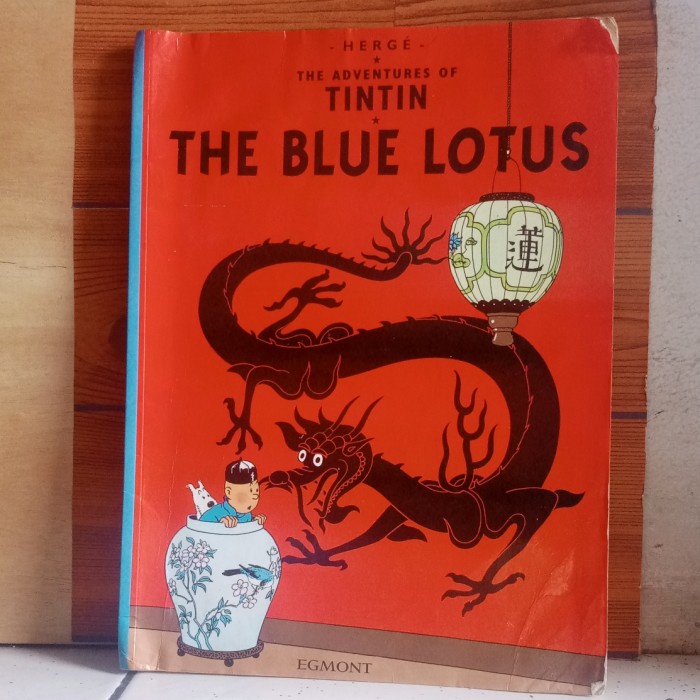 - HERGÉ -
THE ADVENTURES OF
TINTIN
THE BLUE LOTUS
蓮
EGMONT